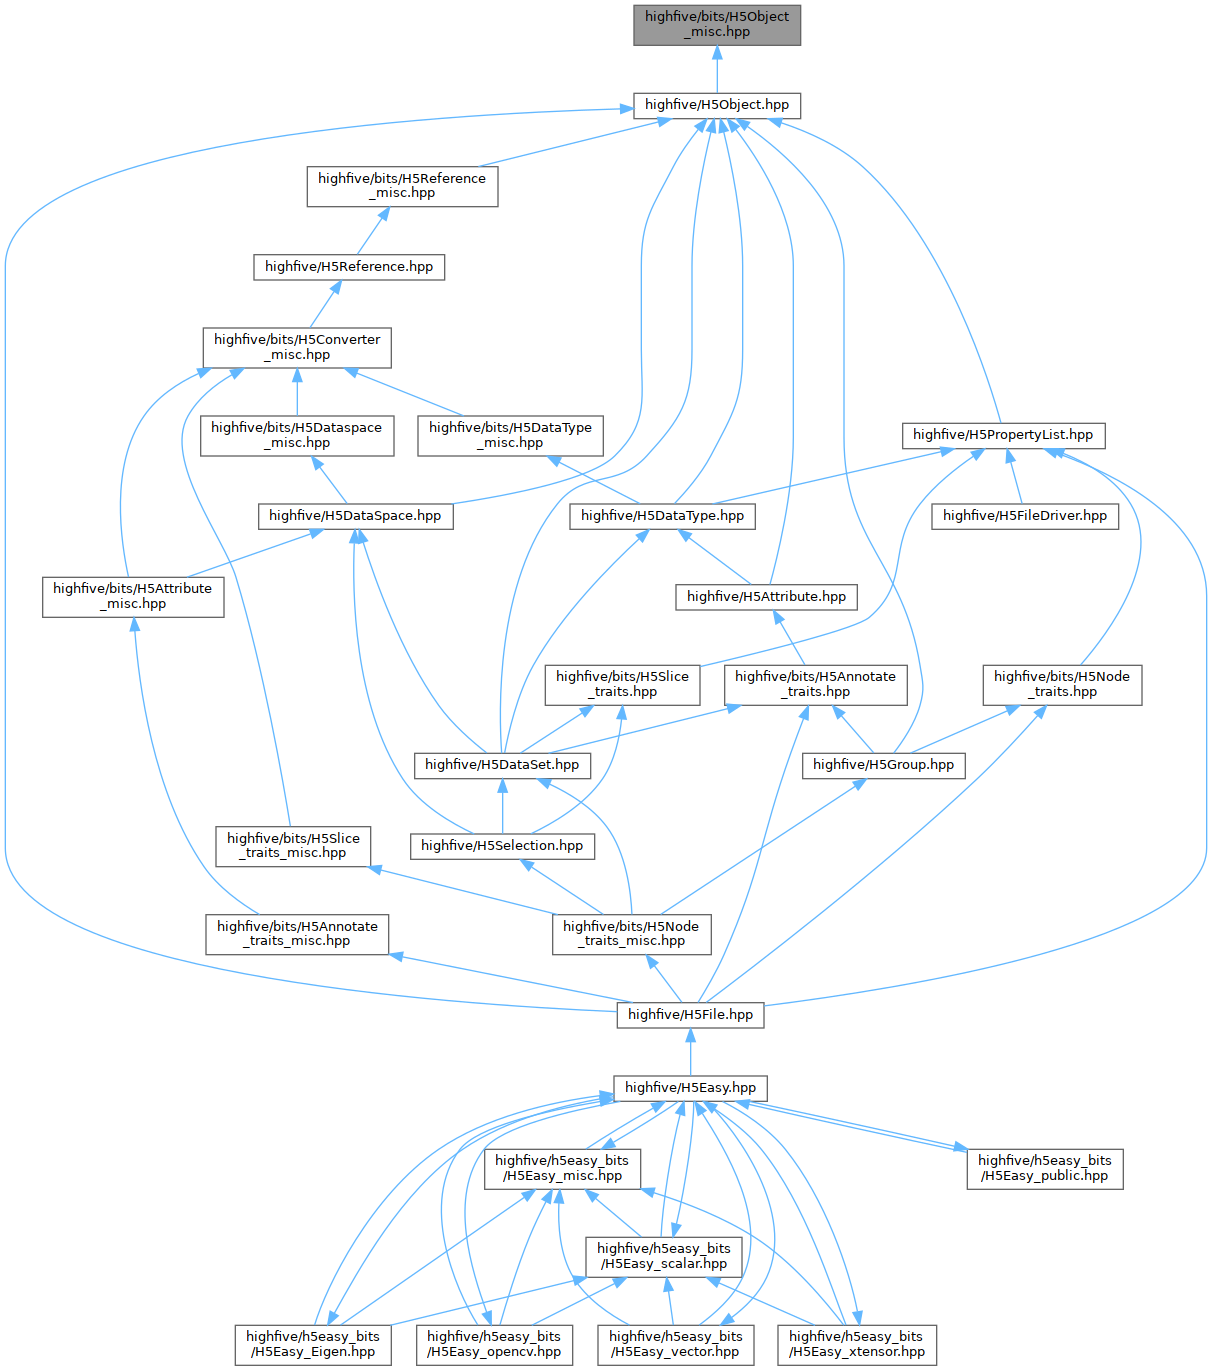 highfive/bits/H5Object
_misc.hpp
highfive/H5Object.hpp
highfive/bits/H5Reference
_misc.hpp
highfive/H5Reference.hpp
highfive/bits/H5Converter
_misc.hpp
highfive/bits/H5Dataspace
_misc.hpp
highfive/bits/H5DataType
_misc.hpp
highfive/H5PropertyList.hpp
highfive/H5DataSpace.hpp
highfive/H5DataType.hpp
highfive/H5FileDriver.hpp
highfive/bits/H5Attribute
_misc.hpp
highfive/H5Attribute.hpp
highfive/bits/H5Slice
_traits.hpp
highfive/bits/H5Annotate
_traits.hpp
highfive/bits/H5Node
_traits.hpp
highfive/H5DataSet.hpp
highfive/H5Group.hpp
highfive/bits/H5Slice
_traits_misc.hpp
highfive/H5Selection.hpp
highfive/bits/H5Annotate
_traits_misc.hpp
highfive/bits/H5Node
_traits_misc.hpp
highfive/H5File.hpp
highfive/H5Easy.hpp
highfive/h5easy_bits
/H5Easy_misc.hpp
highfive/h5easy_bits
/H5Easy_public.hpp
highfive/h5easy_bits
/H5Easy_scalar.hpp
highfive/h5easy_bits
/H5Easy_Eigen.hpp
highfive/h5easy_bits
/H5Easy_opencv.hpp
highfive/h5easy_bits
/H5Easy_vector.hpp
highfive/h5easy_bits
/H5Easy_xtensor.hpp